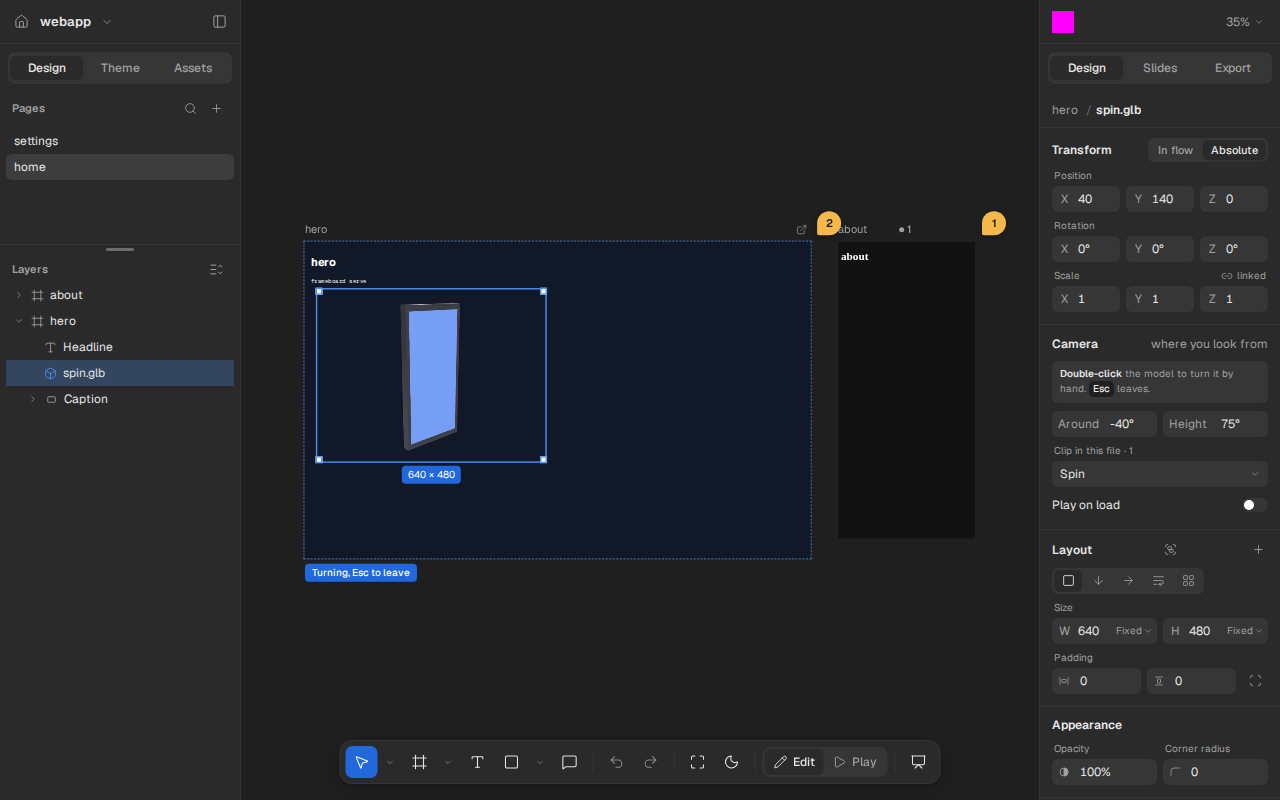 webapp
Design
Theme
Assets
Pages
settings
home
Layers
about
hero
Headline
spin.glb
Caption
hero
2
about
1
1
hero
frameboard serve
about
640 × 480
Turning, Esc to leave
Edit
Play
35%
Design
Slides
Export
hero / spin.glb
Transform
In flow
Absolute
Position
X 40
Y 140
Z 0
Rotation
X 0°
Y 0°
Z 0°
Scale
linked
X 1
Y 1
Z 1
Camera
where you look from
Double-click the model to turn it by
hand. Esc leaves.
Around -40°
Height 75°
Clip in this file · 1
Spin
Play on load
Layout
Size
W 640 Fixed
H 480 Fixed
Padding
0
0
Appearance
Opacity
Corner radius
100%
0